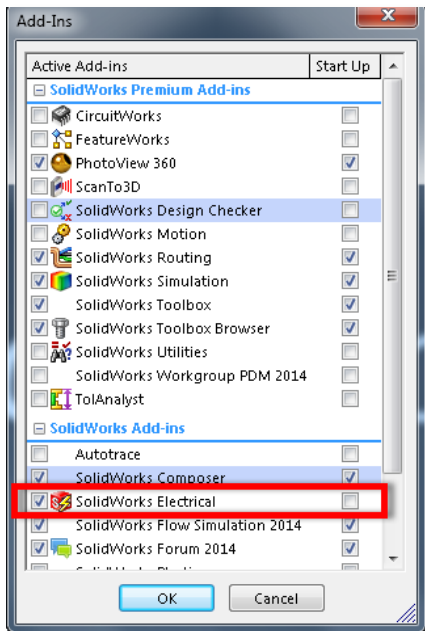 Add-Ins
Active Add-ins Start Up
SolidWorks Premium Add-ins
CircuitWorks
FeatureWorks
PhotoView 360
ScanTo3D
SolidWorks Design Checker
SolidWorks Motion
SolidWorks Routing
SolidWorks Simulation
SolidWorks Toolbox
SolidWorks Toolbox Browser
SolidWorks Utilities
SolidWorks Workgroup PDM 2014
TolAnalyst
SolidWorks Add-ins
Autotrace
SolidWorks Composer
SolidWorks Electrical
SolidWorks Flow Simulation 2014
SolidWorks Forum 2014
OK Cancel